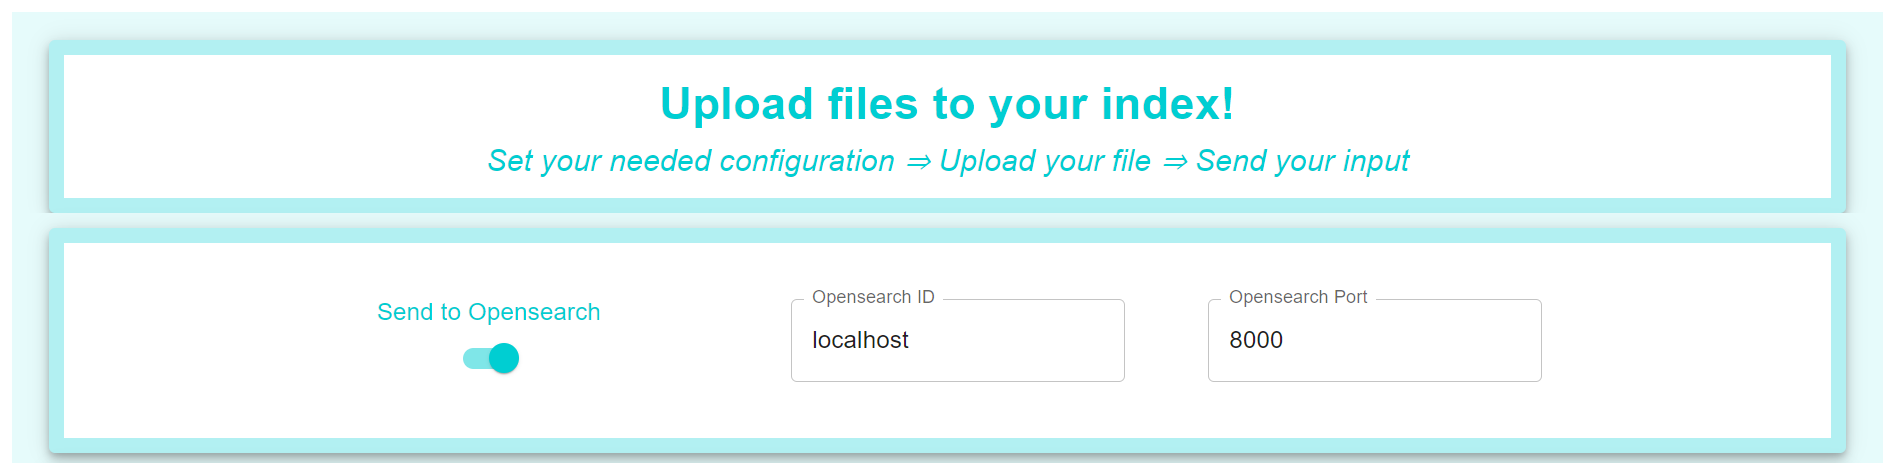 Upload files to your index!
Set your needed configuration ⇒ Upload your file ⇒ Send your input
Send to Opensearch
Opensearch ID
localhost
Opensearch Port
8000